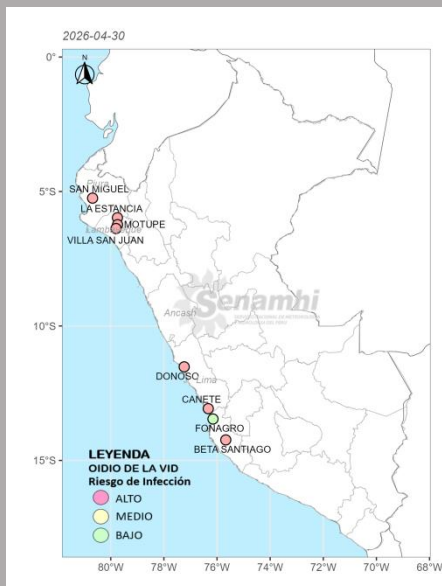 2026-04-30
N
0°
Piura
SAN MIGUEL
5°S
LA ESTANCIA
MOTUPE
VILLA SAN JUAN
Senamhi
Ancash
10°S
DONOSO
Lima
CANETE
FONAGRO
BETA SANTIAGO
15°S
LEYENDA
OIDIO DE LA VID
Riesgo de Infección
ALTO
MEDIO
BAJO
80°W 78°W 76°W 74°W 72°W 70°W 68°W